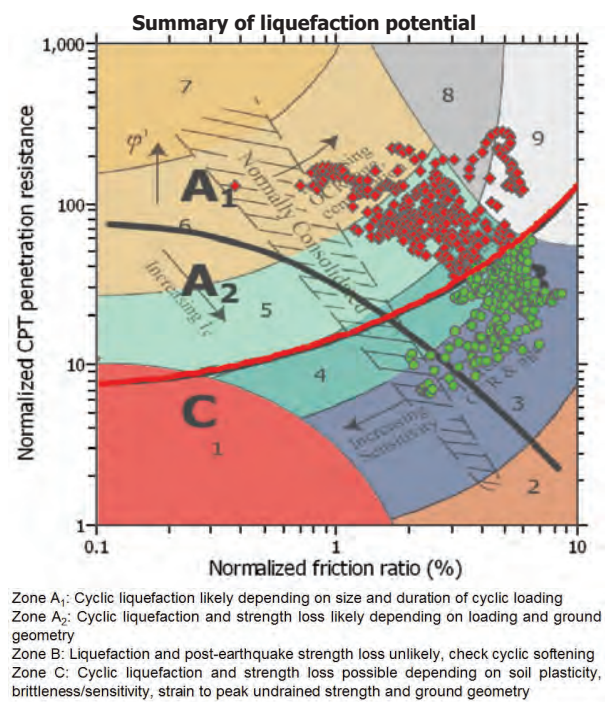 Summary of liquefaction potential
1,000
7
8
9
φ'
Increasing
OCR
Normally Consolidated
A1
100
6
A2
Increasing Ic
5
10
4
C
3
1
Increasing
Sensitivity
2
1
0.1
1
10
Normalized CPT penetration resistance
Normalized friction ratio (%)
Zone A1: Cyclic liquefaction likely depending on size and duration of cyclic loading
Zone A2: Cyclic liquefaction and strength loss likely depending on loading and ground
geometry
Zone B: Liquefaction and post-earthquake strength loss unlikely, check cyclic softening
Zone C: Cyclic liquefaction and strength loss possible depending on soil plasticity,
brittleness/sensitivity, strain to peak undrained strength and ground geometry